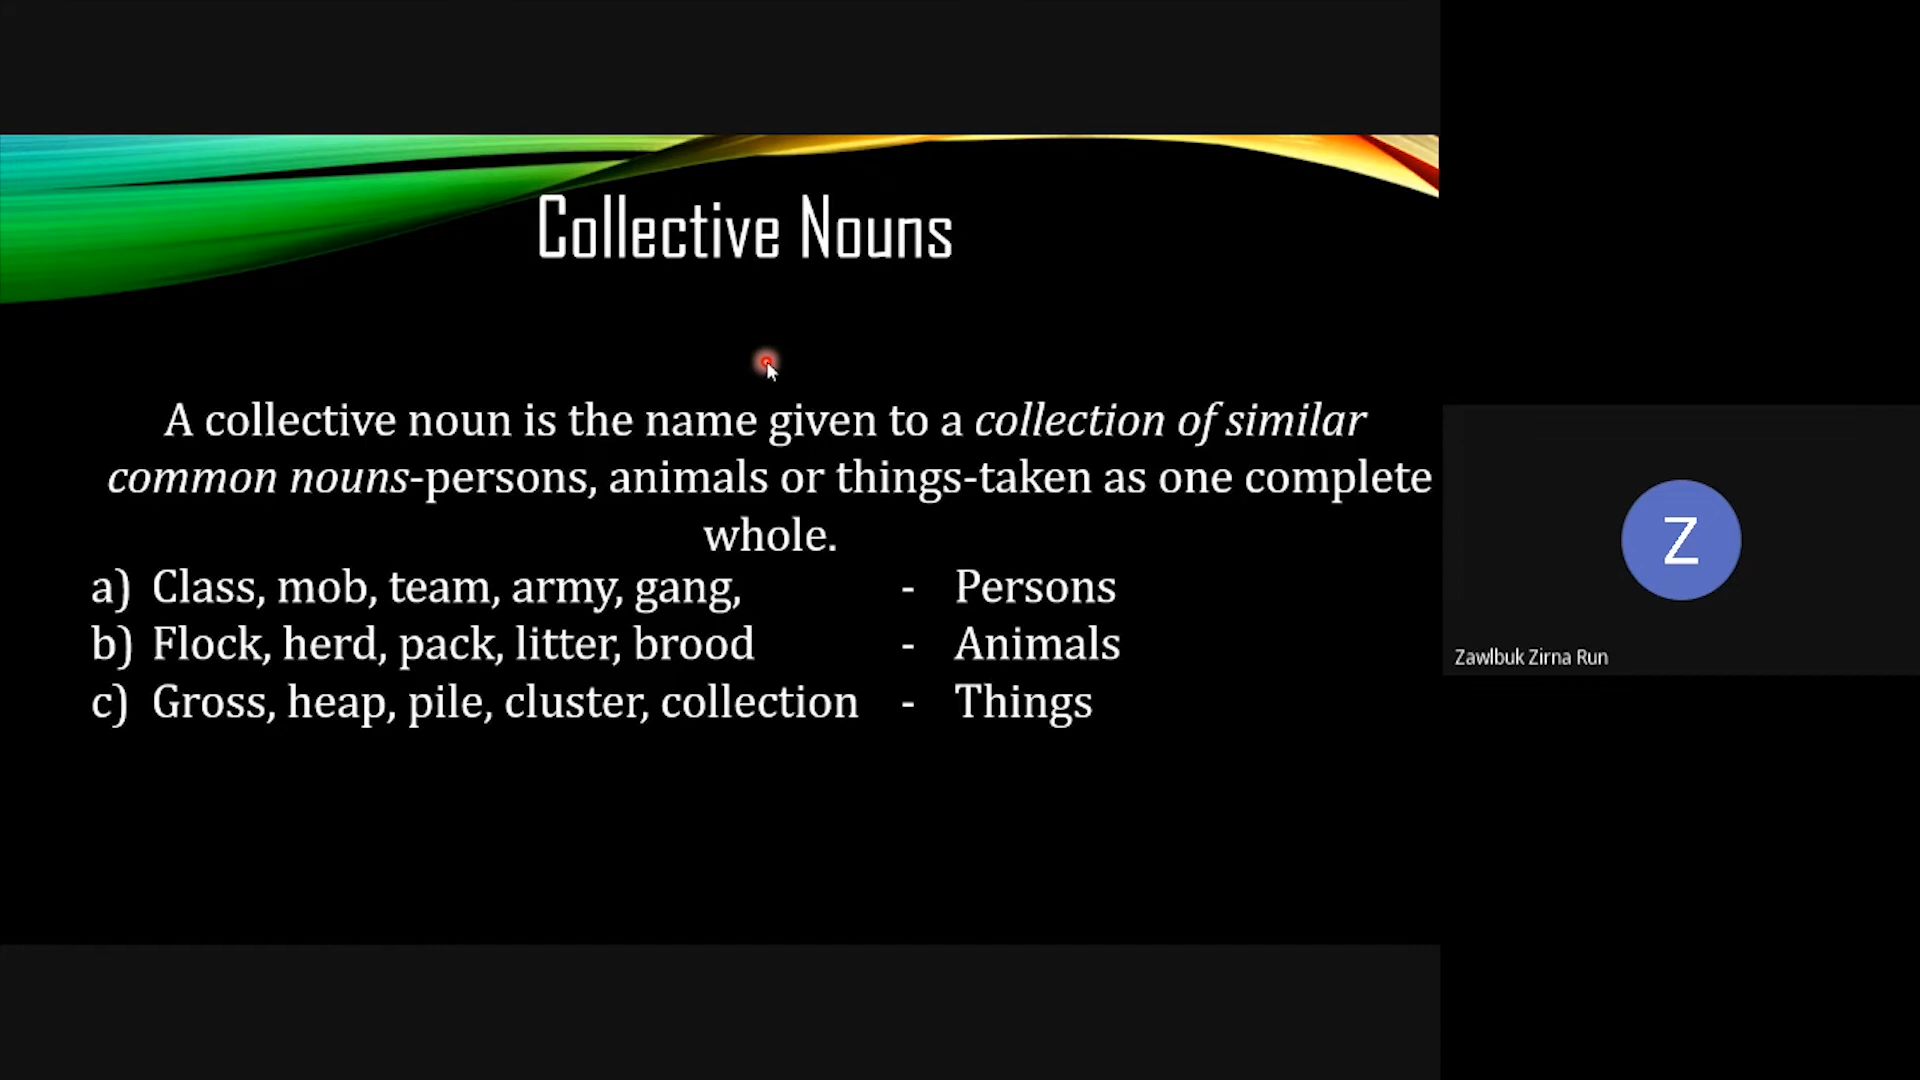 Collective Nouns
A collective noun is the name given to a collection of similar
common nouns-persons, animals or things-taken as one complete
whole.
a) Class, mob, team, army, gang, - Persons
b) Flock, herd, pack, litter, brood - Animals
c) Gross, heap, pile, cluster, collection - Things
Z
Zawlbuk Zirna Run